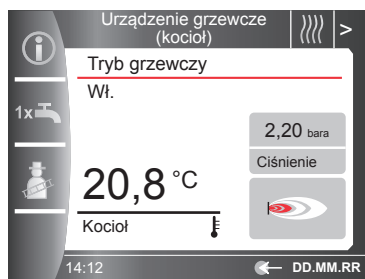 Urządzenie grzewcze
(kocioł)
>
Tryb grzewczy
Wł.
1x
2,20 bara
Ciśnienie
20,8 °C
Kocioł
14:12
DD.MM.RR